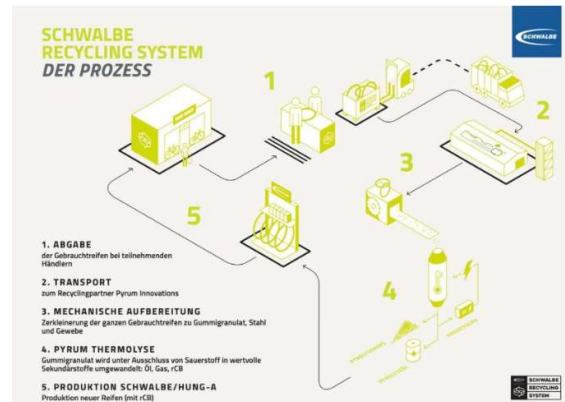 SCHWALBE
RECYCLING SYSTEM
DER PROZESS
SCHWALBE
1
2
3
4
5
1. ABGABE
der Gebrauchtreifen bei teilnehmenden
Händlern
2. TRANSPORT
zum Recyclingpartner Pyrum Innovations
3. MECHANISCHE AUFBEREITUNG
Zerkleinerung der ganzen Gebrauchtreifen zu Gummigranulat, Stahl
und Gewebe
4. PYRUM THERMOLYSE
Gummigranulat wird unter Ausschluss von Sauerstoff in wertvolle
Sekundärstoffe umgewandelt: Öl, Gas, rCB
5. PRODUKTION SCHWALBE/HUNG-A
Produktion neuer Reifen (mit rCB)
SCHWALBE
RECYCLING
SYSTEM